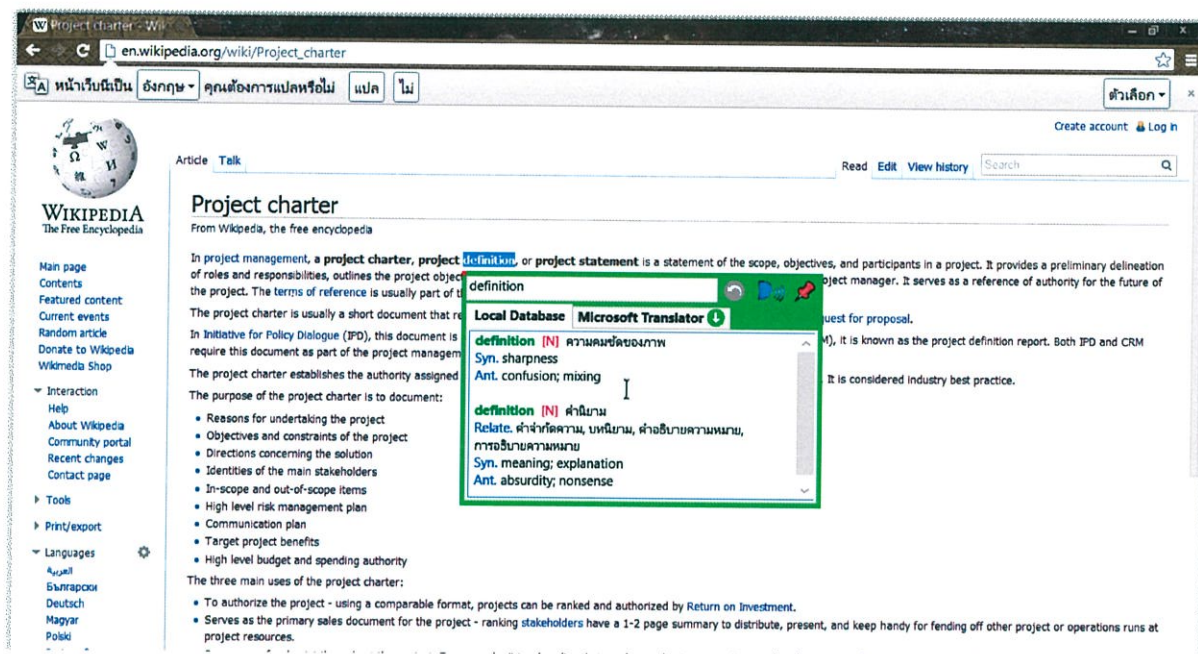 Project charter - Wi
en.wikipedia.org/wiki/Project_charter
หน้าเว็บนี้เป็น อังกฤษ คุณต้องการแปลหรือไม่ แปล ไม่ ตัวเลือก
Create account Log in
Article Talk Read Edit View history Search
WIKIPEDIA
The Free Encyclopedia
Main page
Contents
Featured content
Current events
Random article
Donate to Wikipedia
Wikimedia Shop
Interaction
Help
About Wikipedia
Community portal
Recent changes
Contact page
Tools
Print/export
Languages
العربية
Български
Deutsch
Magyar
Polski
Project charter
From Wikipedia, the free encyclopedia
In project management, a project charter, project definition, or project statement is a statement of the scope, objectives, and participants in a project. It provides a preliminary delineation
of roles and responsibilities, outlines the project objec oject manager. It serves as a reference of authority for the future of
the project. The terms of reference is usually part of t
The project charter is usually a short document that re uest for proposal.
In Initiative for Policy Dialogue (IPD), this document is M), it is known as the project definition report. Both IPD and CRM
require this document as part of the project managem
The project charter establishes the authority assigned It is considered industry best practice.
The purpose of the project charter is to document:
Reasons for undertaking the project
Objectives and constraints of the project
Directions concerning the solution
Identities of the main stakeholders
In-scope and out-of-scope items
High level risk management plan
Communication plan
Target project benefits
High level budget and spending authority
The three main uses of the project charter:
To authorize the project - using a comparable format, projects can be ranked and authorized by Return on Investment.
Serves as the primary sales document for the project - ranking stakeholders have a 1-2 page summary to distribute, present, and keep handy for fending off other project or operations runs at
project resources.
definition
Local Database Microsoft Translator
definition [N] ความคมชัดของภาพ
Syn. sharpness
Ant. confusion; mixing
definition [N] คำนิยาม
Relate. คำจำกัดความ, บทนิยาม, คำอธิบายความหมาย,
การอธิบายความหมาย
Syn. meaning; explanation
Ant. absurdity; nonsense